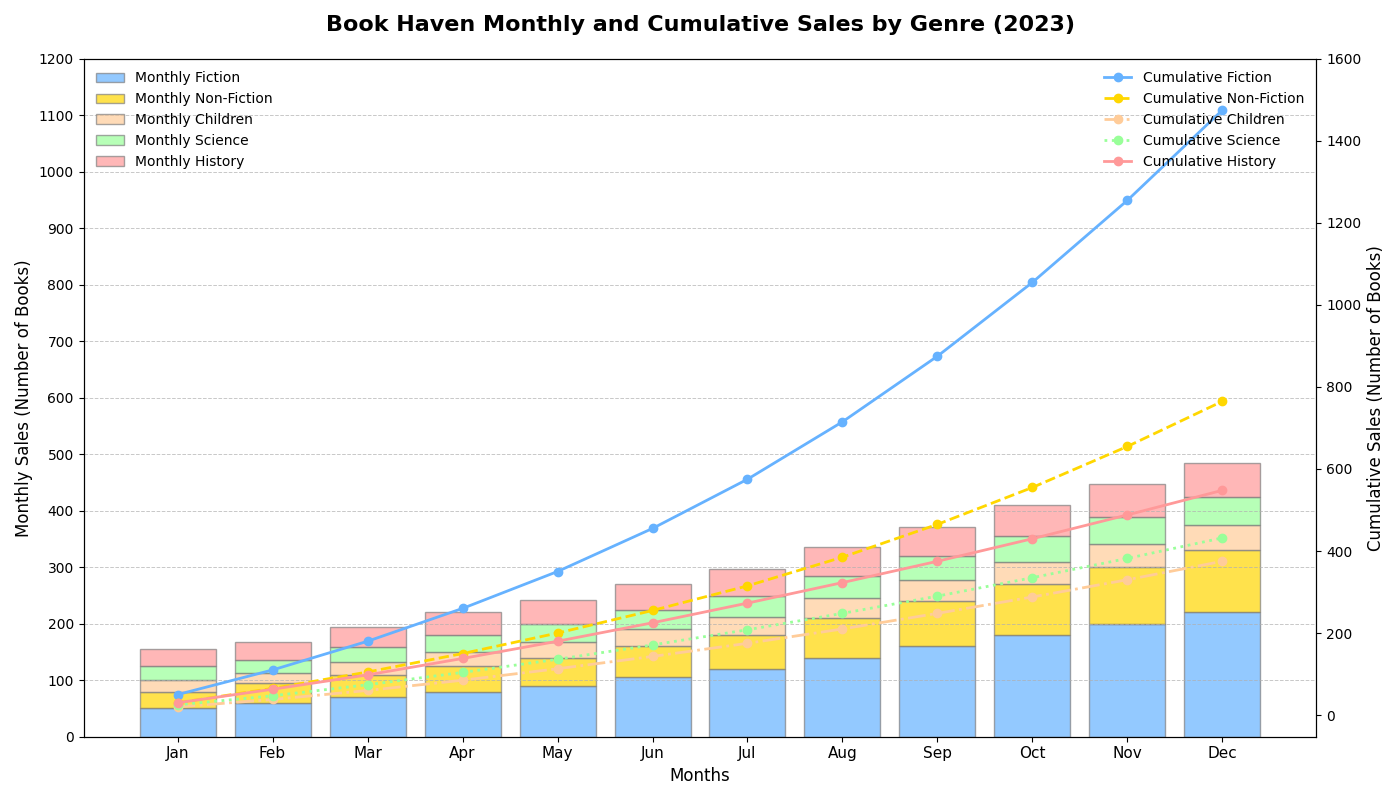 Book Haven Monthly and Cumulative Sales by Genre (2023)
Monthly Sales (Number of Books)
1200
1100
1000
900
800
700
600
500
400
300
200
100
0
Monthly Fiction
Monthly Non-Fiction
Monthly Children
Monthly Science
Monthly History
Cumulative Fiction
Cumulative Non-Fiction
Cumulative Children
Cumulative Science
Cumulative History
1600
1400
1200
1000
800
600
400
200
0
Cumulative Sales (Number of Books)
Jan Feb Mar Apr May Jun Jul Aug Sep Oct Nov Dec
Months